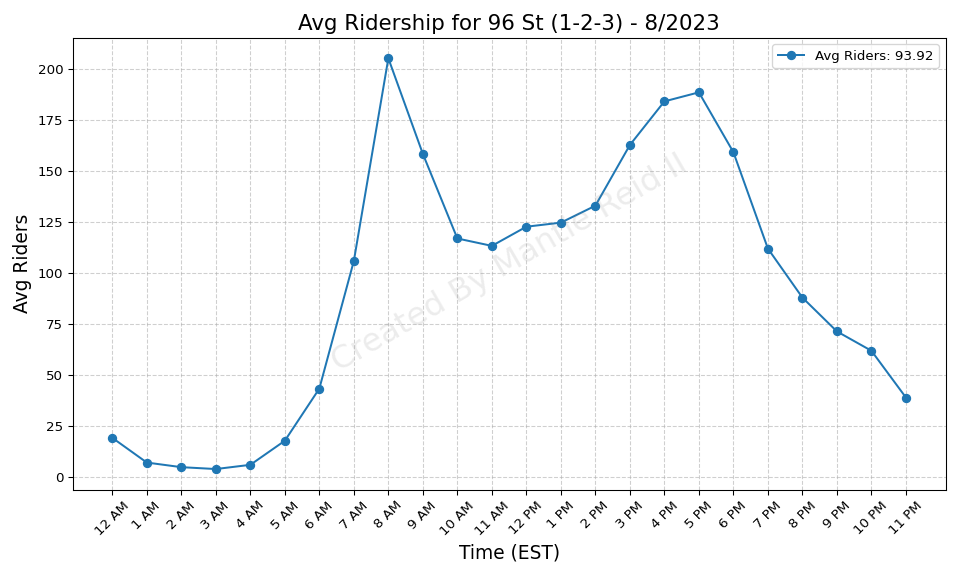 Avg Ridership for 96 St (1-2-3) - 8/2023
Avg Riders: 93.92
200
175
150
125
100
75
50
25
0
Avg Riders
Created By Mantie Reid II
12 AM
1 AM
2 AM
3 AM
4 AM
5 AM
6 AM
7 AM
8 AM
9 AM
10 AM
11 AM
12 PM
1 PM
2 PM
3 PM
4 PM
5 PM
6 PM
7 PM
8 PM
9 PM
10 PM
11 PM
Time (EST)